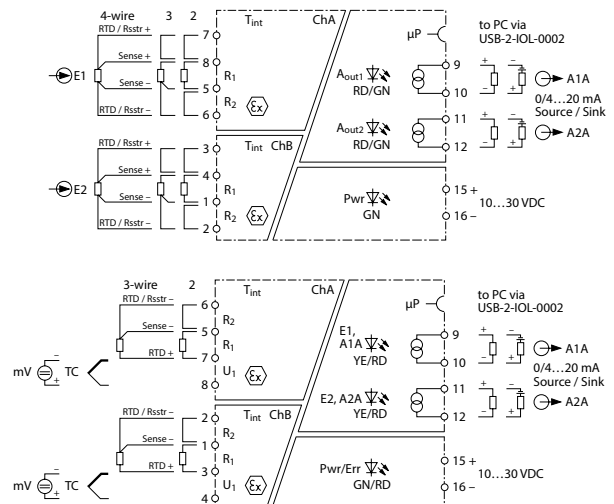 4-wire 3 2
RTD / Rsstr + 7
Sense + 8
E1
Sense – 5
RTD / Rsstr – 6
Tint ChA
R1
R2
Ex
µP
to PC via
USB-2-IOL-0002
Aout1
RD/GN
9
10
+ + A1A
– –
0/4…20 mA
Source / Sink
Aout2
RD/GN
11
12
+ + A2A
– –
RTD / Rsstr + 3
Sense + 4
E2
Sense – 1
RTD / Rsstr – 2
Tint ChB
R1
R2
Ex
Pwr
GN
15 +
10…30 VDC
16 –
3-wire 2
RTD / Rsstr – 6
Sense – 5
RTD + 7
8
mV – + TC
Tint ChA
R2
R1
U1
Ex
µP
to PC via
USB-2-IOL-0002
E1,
A1A
YE/RD
9
10
+ + A1A
– –
0/4…20 mA
Source / Sink
E2, A2A
YE/RD
11
12
+ + A2A
– –
RTD / Rsstr – 2
Sense – 1
RTD + 3
4
mV – + TC
Tint ChB
R2
R1
U1
Ex
Pwr/Err
GN/RD
15 +
10…30 VDC
16 –